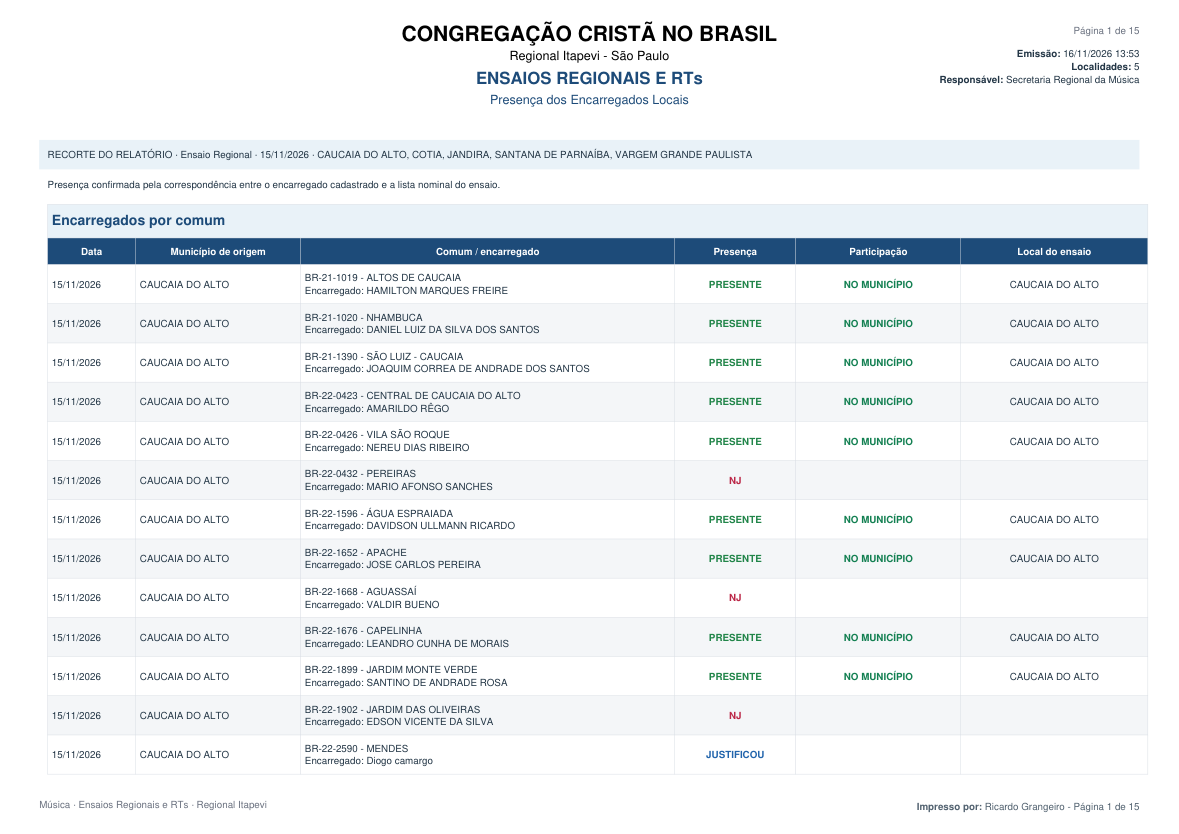 CONGREGAÇÃO CRISTÃ NO BRASIL
Regional Itapevi - São Paulo
ENSAIOS REGIONAIS E RTs
Presença dos Encarregados Locais
Página 1 de 15
Emissão: 16/11/2026 13:53
Localidades: 5
Responsável: Secretaria Regional da Música
RECORTE DO RELATÓRIO · Ensaio Regional · 15/11/2026 · CAUCAIA DO ALTO, COTIA, JANDIRA, SANTANA DE PARNAÍBA, VARGEM GRANDE PAULISTA
Presença confirmada pela correspondência entre o encarregado cadastrado e a lista nominal do ensaio.
Encarregados por comum
Data Município de origem Comum / encarregado Presença Participação Local do ensaio
BR-21-1019 - ALTOS DE CAUCAIA
15/11/2026 CAUCAIA DO ALTO PRESENTE NO MUNICÍPIO CAUCAIA DO ALTO
Encarregado: HAMILTON MARQUES FREIRE
BR-21-1020 - NHAMBUCA
15/11/2026 CAUCAIA DO ALTO PRESENTE NO MUNICÍPIO CAUCAIA DO ALTO
Encarregado: DANIEL LUIZ DA SILVA DOS SANTOS
BR-21-1390 - SÃO LUIZ - CAUCAIA
15/11/2026 CAUCAIA DO ALTO PRESENTE NO MUNICÍPIO CAUCAIA DO ALTO
Encarregado: JOAQUIM CORREA DE ANDRADE DOS SANTOS
BR-22-0423 - CENTRAL DE CAUCAIA DO ALTO
15/11/2026 CAUCAIA DO ALTO PRESENTE NO MUNICÍPIO CAUCAIA DO ALTO
Encarregado: AMARILDO RÊGO
BR-22-0426 - VILA SÃO ROQUE
15/11/2026 CAUCAIA DO ALTO PRESENTE NO MUNICÍPIO CAUCAIA DO ALTO
Encarregado: NEREU DIAS RIBEIRO
BR-22-0432 - PEREIRAS
15/11/2026 CAUCAIA DO ALTO NJ
Encarregado: MARIO AFONSO SANCHES
BR-22-1596 - ÁGUA ESPRAIADA
15/11/2026 CAUCAIA DO ALTO PRESENTE NO MUNICÍPIO CAUCAIA DO ALTO
Encarregado: DAVIDSON ULLMANN RICARDO
BR-22-1652 - APACHE
15/11/2026 CAUCAIA DO ALTO PRESENTE NO MUNICÍPIO CAUCAIA DO ALTO
Encarregado: JOSE CARLOS PEREIRA
BR-22-1668 - AGUASSAÍ
15/11/2026 CAUCAIA DO ALTO NJ
Encarregado: VALDIR BUENO
BR-22-1676 - CAPELINHA
15/11/2026 CAUCAIA DO ALTO PRESENTE NO MUNICÍPIO CAUCAIA DO ALTO
Encarregado: LEANDRO CUNHA DE MORAIS
BR-22-1899 - JARDIM MONTE VERDE
15/11/2026 CAUCAIA DO ALTO PRESENTE NO MUNICÍPIO CAUCAIA DO ALTO
Encarregado: SANTINO DE ANDRADE ROSA
BR-22-1902 - JARDIM DAS OLIVEIRAS
15/11/2026 CAUCAIA DO ALTO NJ
Encarregado: EDSON VICENTE DA SILVA
BR-22-2590 - MENDES
15/11/2026 CAUCAIA DO ALTO JUSTIFICOU
Encarregado: Diogo camargo
Música · Ensaios Regionais e RTs · Regional Itapevi
Impresso por: Ricardo Grangeiro - Página 1 de 15